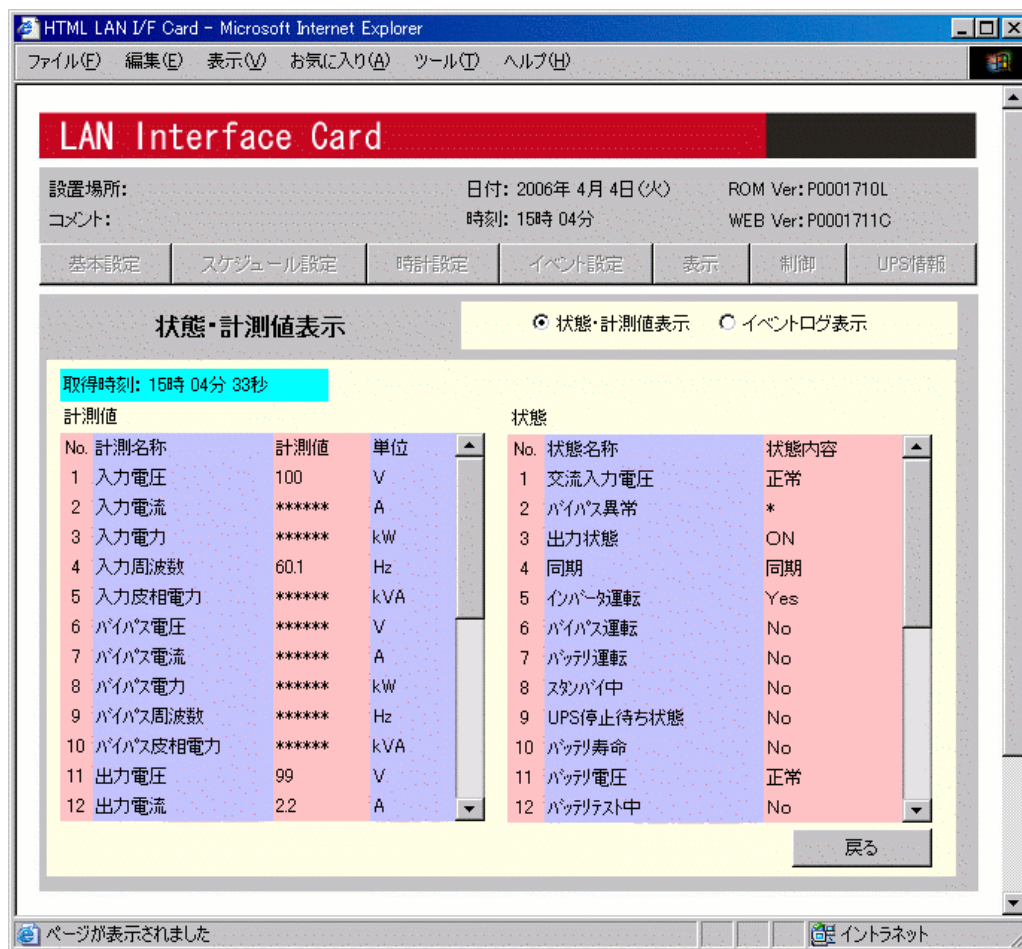 HTML LAN I/F Card - Microsoft Internet Explorer
ファイル(F) 編集(E) 表示(V) お気に入り(A) ツール(T) ヘルプ(H)
LAN Interface Card
設置場所: 日付: 2006年 4月 4日(火) ROM Ver: P0001710L
コメント: 時刻: 15時 04分 WEB Ver: P0001711C
基本設定 スケジュール設定 時計設定 イベント設定 表示 制御 UPS情報
状態・計測値表示 状態・計測値表示 イベントログ表示
取得時刻: 15時 04分 33秒
計測値
No. 計測名称 計測値 単位
1 入力電圧 100 V
2 入力電流 ****** A
3 入力電力 ****** kW
4 入力周波数 60.1 Hz
5 入力皮相電力 ****** kVA
6 バイパス電圧 ****** V
7 バイパス電流 ****** A
8 バイパス電力 ****** kW
9 バイパス周波数 ****** Hz
10 バイパス皮相電力 ****** kVA
11 出力電圧 99 V
12 出力電流 2.2 A
状態
No. 状態名称 状態内容
1 交流入力電圧 正常
2 バイパス異常 *
3 出力状態 ON
4 同期 同期
5 インバータ運転 Yes
6 バイパス運転 No
7 バッテリ運転 No
8 スタンバイ中 No
9 UPS停止待ち状態 No
10 バッテリ寿命 No
11 バッテリ電圧 正常
12 バッテリテスト中 No
戻る
ページが表示されました イントラネット